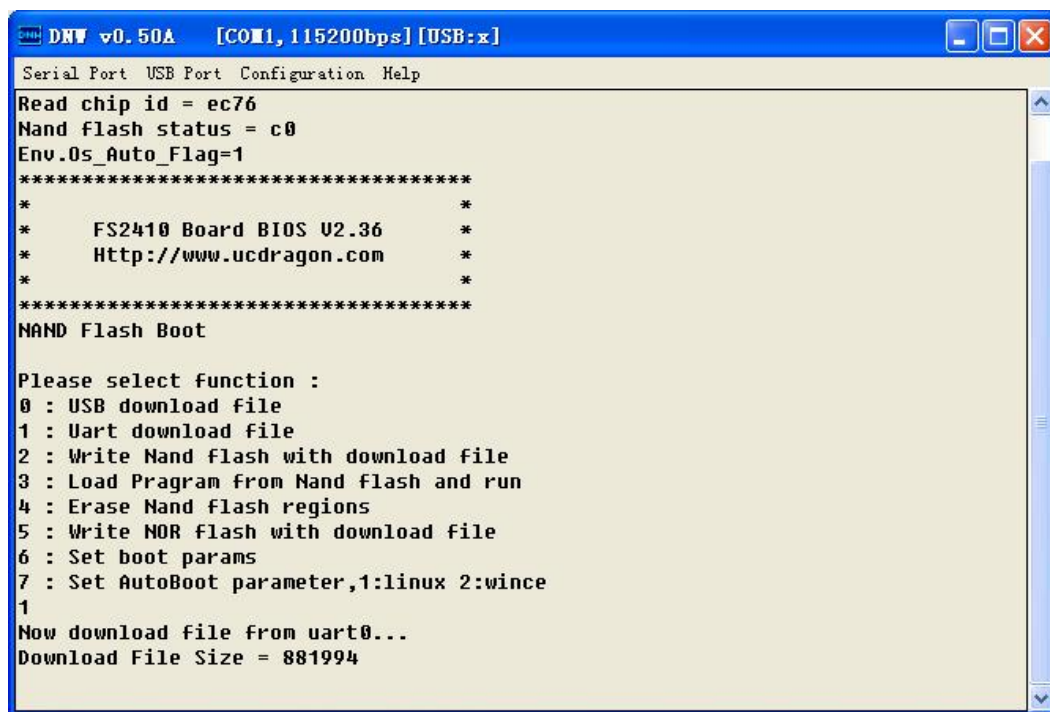 DNW v0.50A [COM1,115200bps][USB:x]
Serial Port USB Port Configuration Help
Read chip id = ec76
Nand flash status = c0
Env.Os_Auto_Flag=1
************************************
* *
* FS2410 Board BIOS V2.36 *
* Http://www.ucdragon.com *
* *
************************************
NAND Flash Boot
Please select function :
0 : USB download file
1 : Uart download file
2 : Write Nand flash with download file
3 : Load Pragram from Nand flash and run
4 : Erase Nand flash regions
5 : Write NOR flash with download file
6 : Set boot params
7 : Set AutoBoot parameter,1:linux 2:wince
1
Now download file from uart0...
Download File Size = 881994